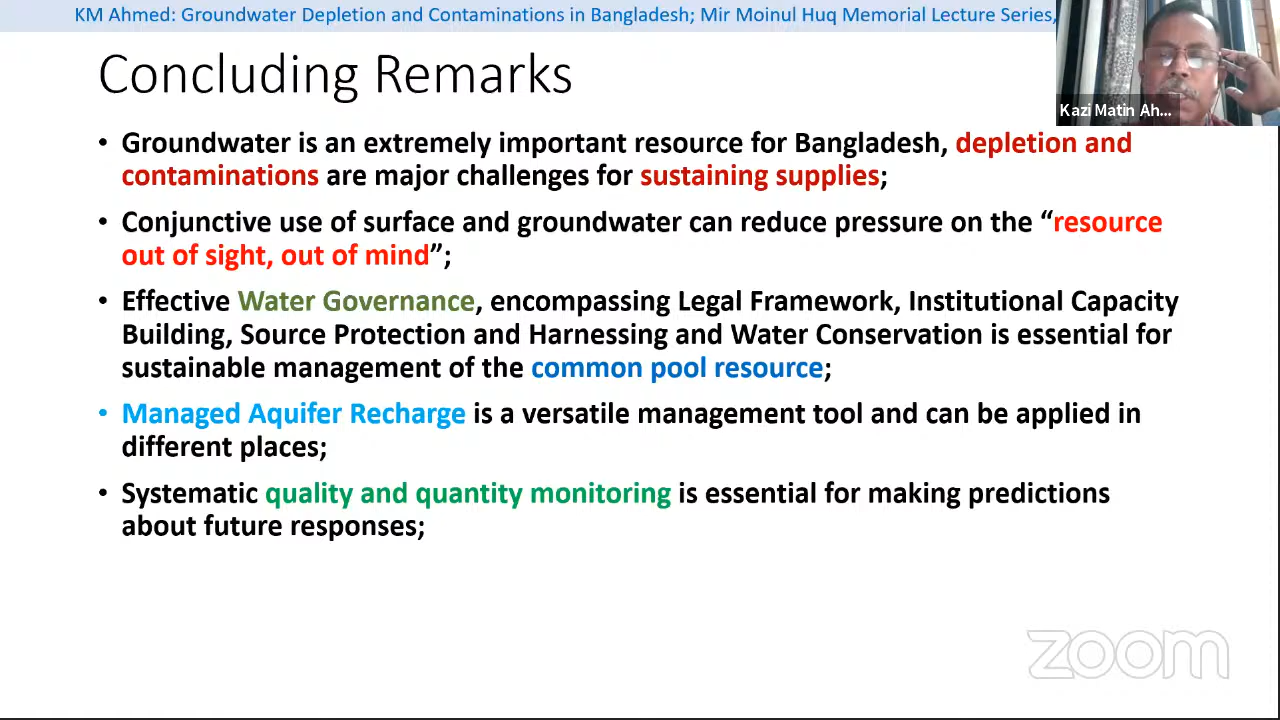 KM Ahmed: Groundwater Depletion and Contaminations in Bangladesh; Mir Moinul Huq Memorial Lecture Series,
Kazi Matin Ah...
Concluding Remarks
• Groundwater is an extremely important resource for Bangladesh, depletion and
contaminations are major challenges for sustaining supplies;
• Conjunctive use of surface and groundwater can reduce pressure on the “resource
out of sight, out of mind”;
• Effective Water Governance, encompassing Legal Framework, Institutional Capacity
Building, Source Protection and Harnessing and Water Conservation is essential for
sustainable management of the common pool resource;
• Managed Aquifer Recharge is a versatile management tool and can be applied in
different places;
• Systematic quality and quantity monitoring is essential for making predictions
about future responses;
zoom